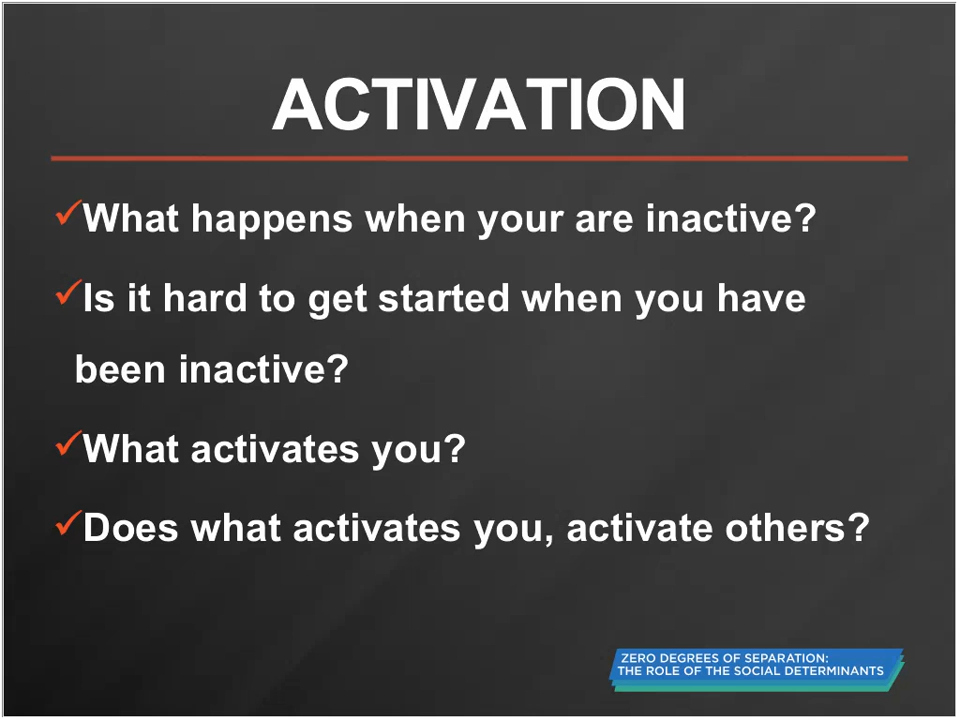 ACTIVATION
✓What happens when your are inactive?
✓Is it hard to get started when you have
been inactive?
✓What activates you?
✓Does what activates you, activate others?
ZERO DEGREES OF SEPARATION:
THE ROLE OF THE SOCIAL DETERMINANTS